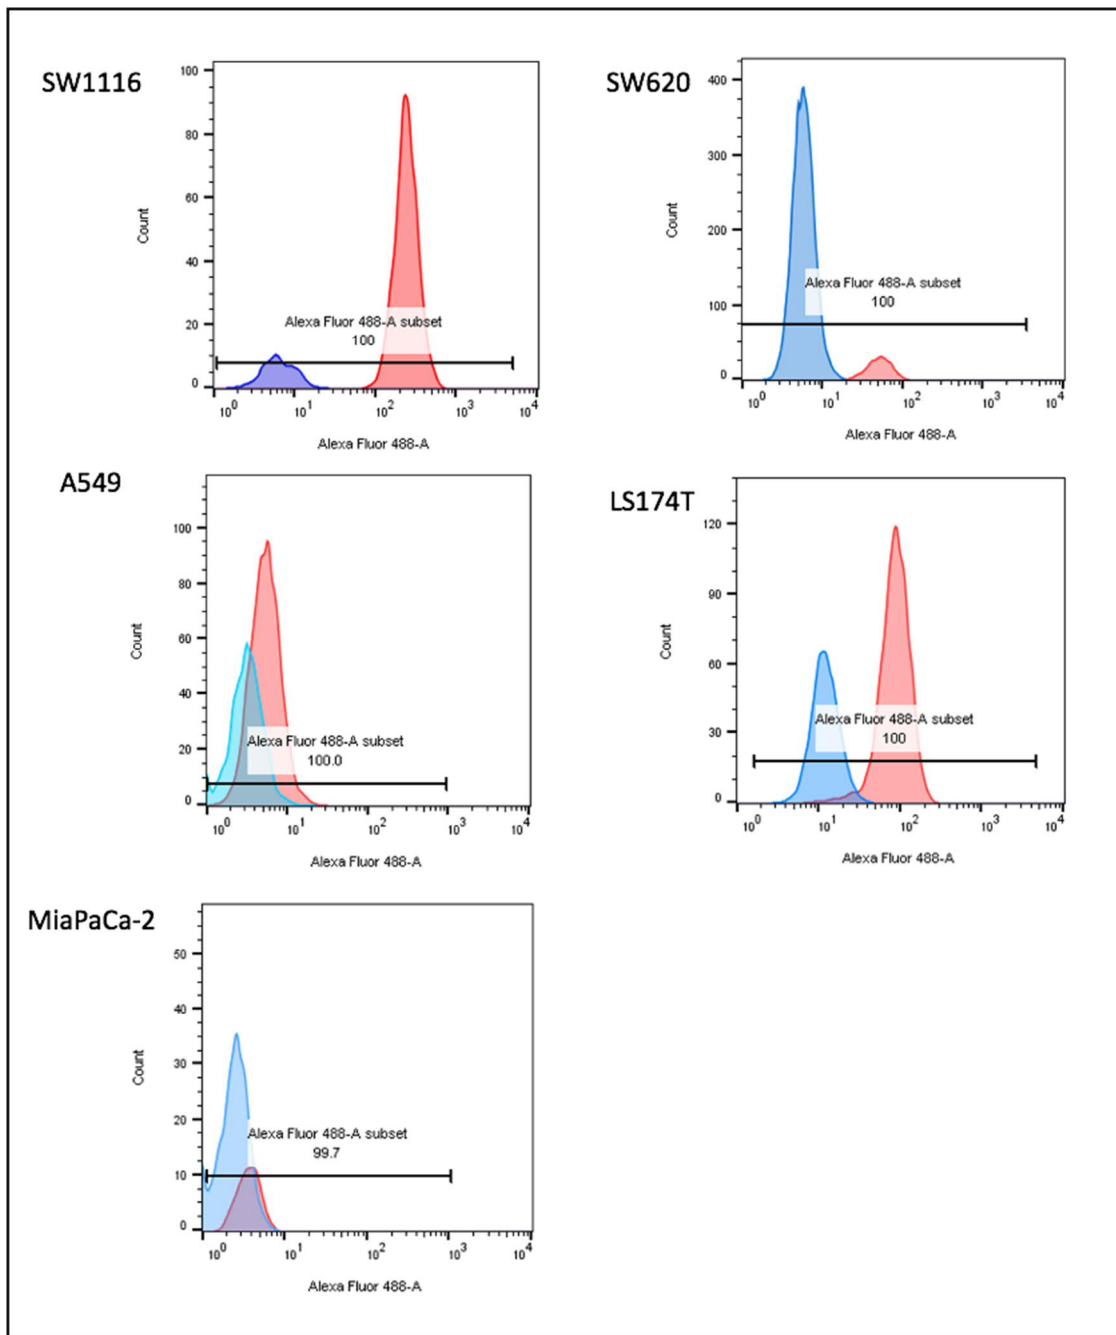 SW1116
100
80
60
40
20
0
Count
Alexa Fluor 488-A subset
100
10^0 10^1 10^2 10^3 10^4
Alexa Fluor 488-A
SW620
400
300
200
100
0
Count
Alexa Fluor 488-A subset
100
10^0 10^1 10^2 10^3 10^4
Alexa Fluor 488-A
A549
100
80
60
40
20
0
Count
Alexa Fluor 488-A subset
100.0
10^0 10^1 10^2 10^3 10^4
Alexa Fluor 488-A
LS174T
120
90
60
30
0
Count
Alexa Fluor 488-A subset
100
10^0 10^1 10^2 10^3 10^4
Alexa Fluor 488-A
MiaPaCa-2
50
40
30
20
10
0
Count
Alexa Fluor 488-A subset
99.7
10^0 10^1 10^2 10^3 10^4
Alexa Fluor 488-A